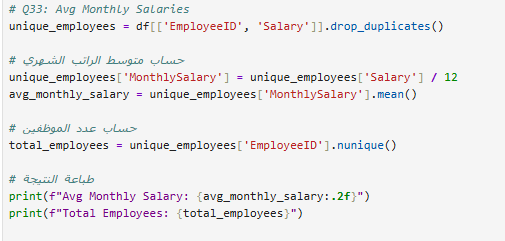 # Q33: Avg Monthly Salaries
unique_employees = df[['EmployeeID', 'Salary']].drop_duplicates()
# حساب متوسط الراتب الشهري
unique_employees['MonthlySalary'] = unique_employees['Salary'] / 12
avg_monthly_salary = unique_employees['MonthlySalary'].mean()
# حساب عدد الموظفين
total_employees = unique_employees['EmployeeID'].nunique()
# طباعة النتيجة
print(f"Avg Monthly Salary: {avg_monthly_salary:.2f}")
print(f"Total Employees: {total_employees}")